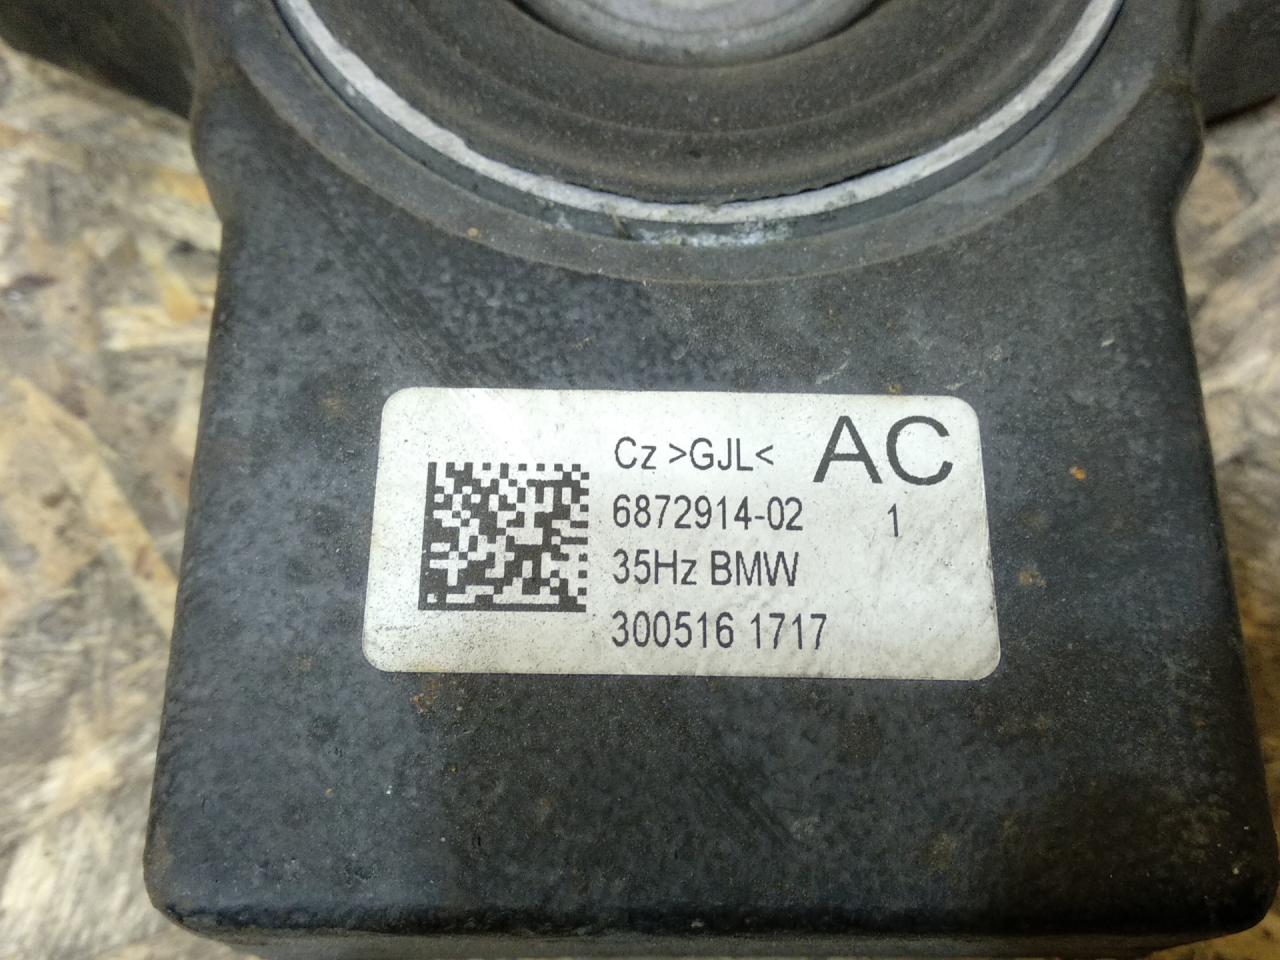 Cz >GJL< AC
6872914-02 1
35Hz BMW
300516 1717